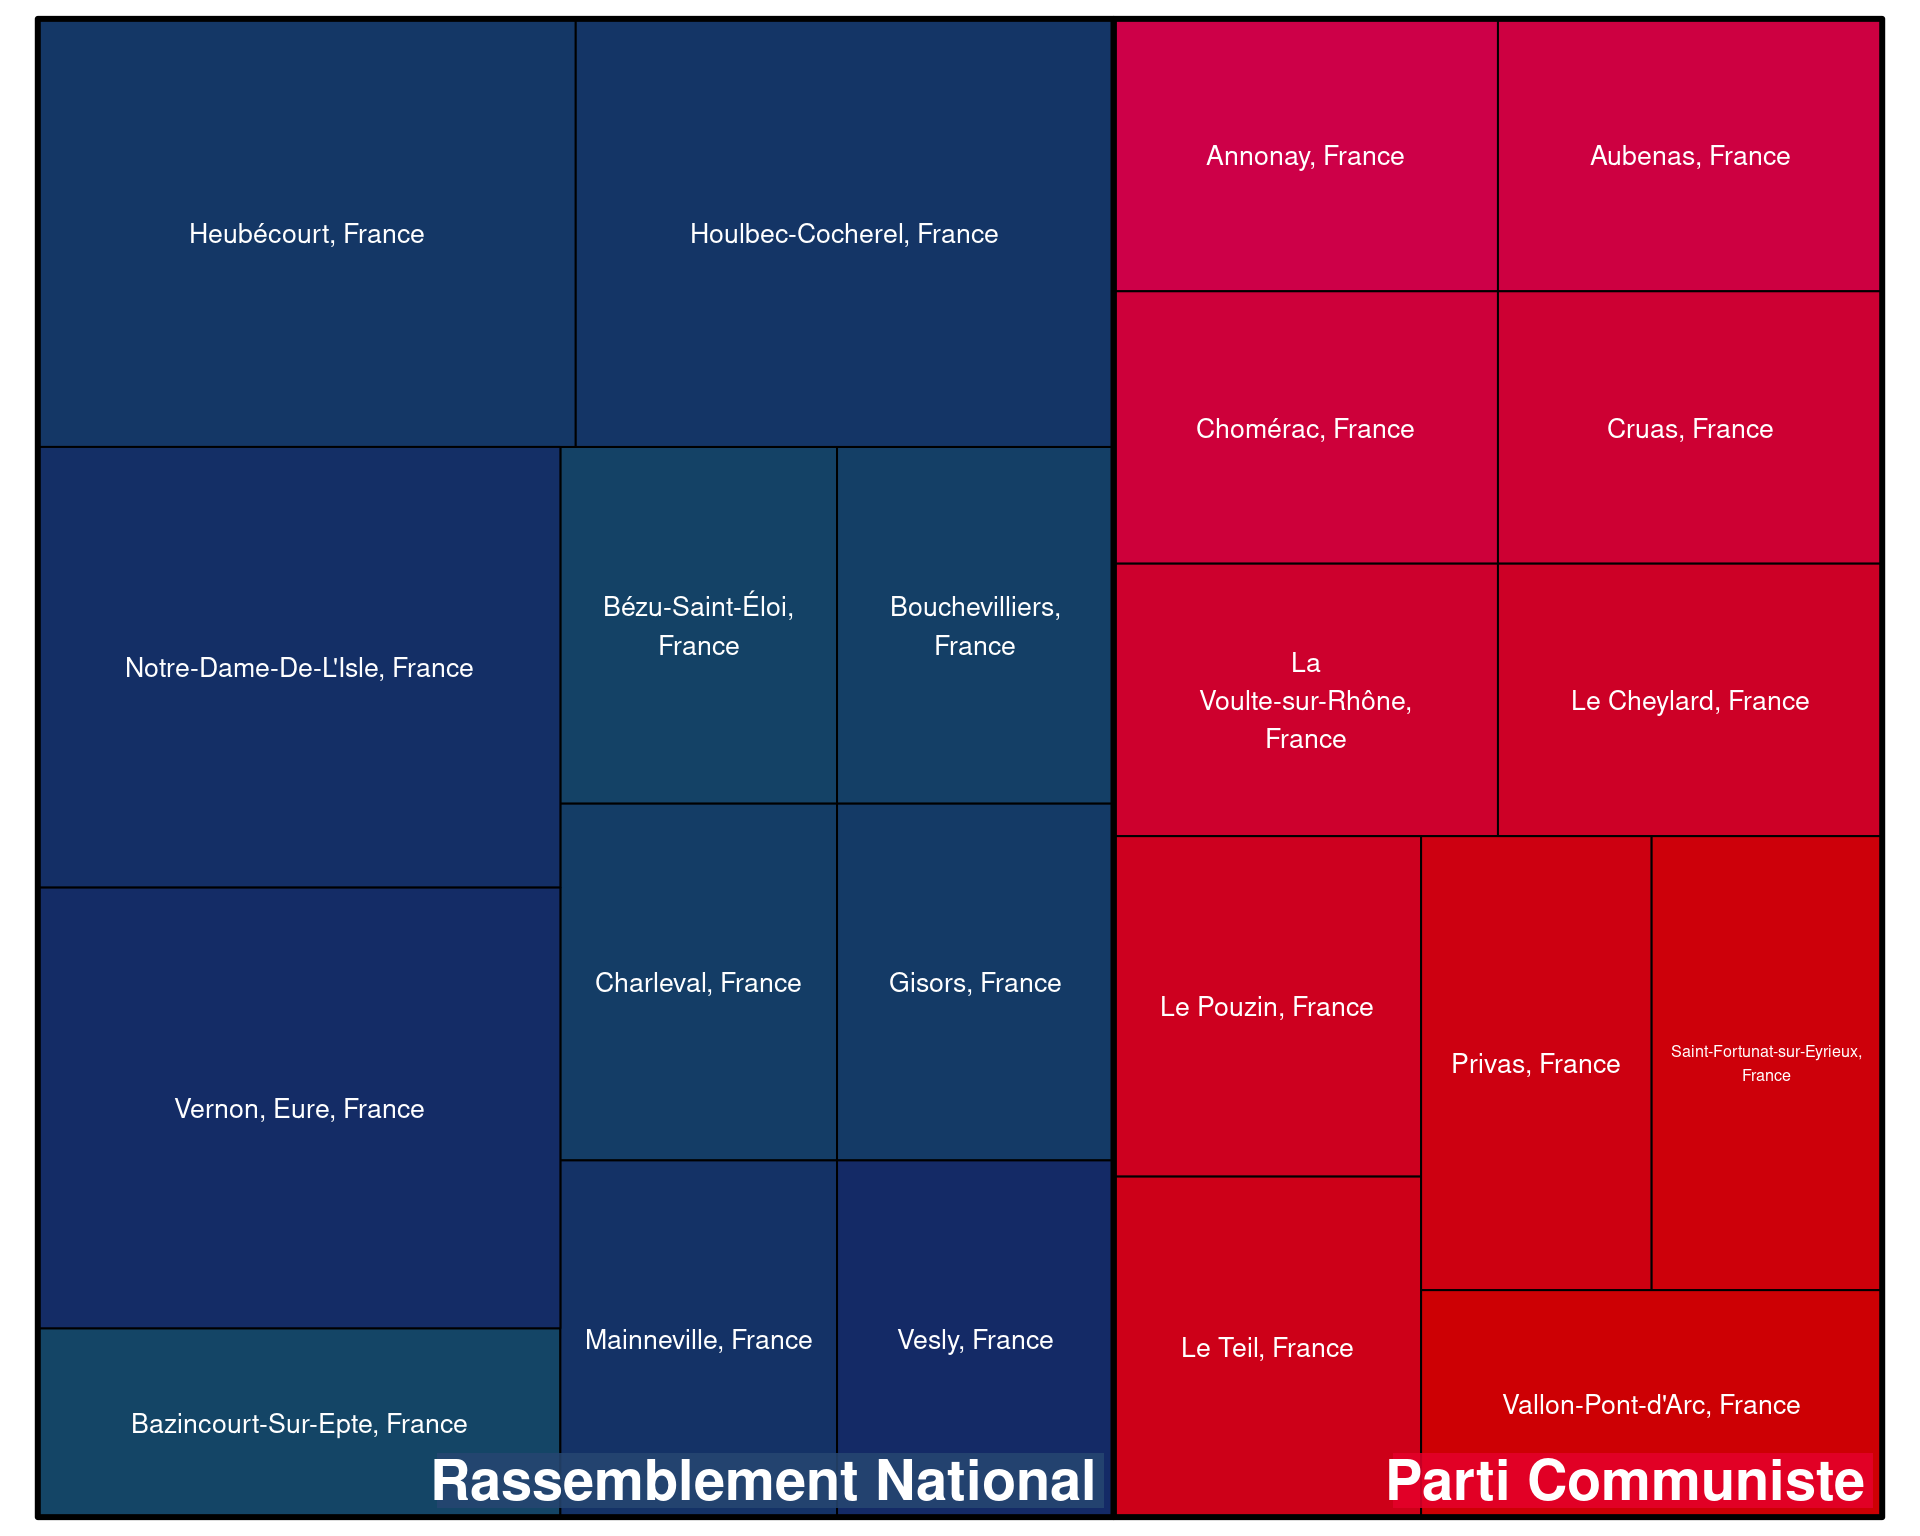 Heubécourt, France
Houlbec-Cocherel, France
Notre-Dame-De-L'Isle, France
Bézu-Saint-Éloi,
France
Bouchevilliers,
France
Charleval, France
Gisors, France
Vernon, Eure, France
Mainneville, France
Vesly, France
Bazincourt-Sur-Epte, France
Rassemblement National
Annonay, France
Aubenas, France
Chomérac, France
Cruas, France
La
Voulte-sur-Rhône,
France
Le Cheylard, France
Le Pouzin, France
Privas, France
Saint-Fortunat-sur-Eyrieux,
France
Le Teil, France
Vallon-Pont-d'Arc, France
Parti Communiste